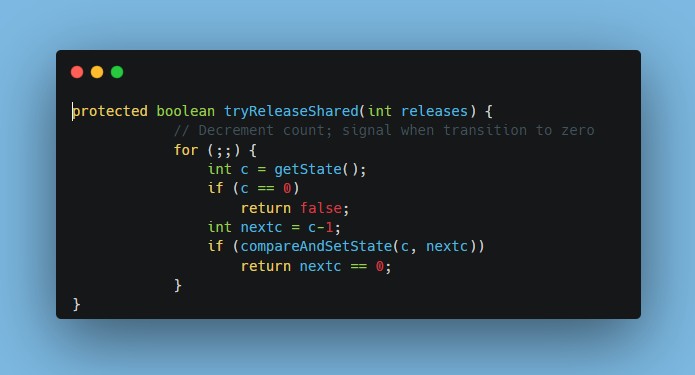 protected boolean tryReleaseShared(int releases) {
// Decrement count; signal when transition to zero
for (;;) {
int c = getState();
if (c == 0)
return false;
int nextc = c-1;
if (compareAndSetState(c, nextc))
return nextc == 0;
}
}